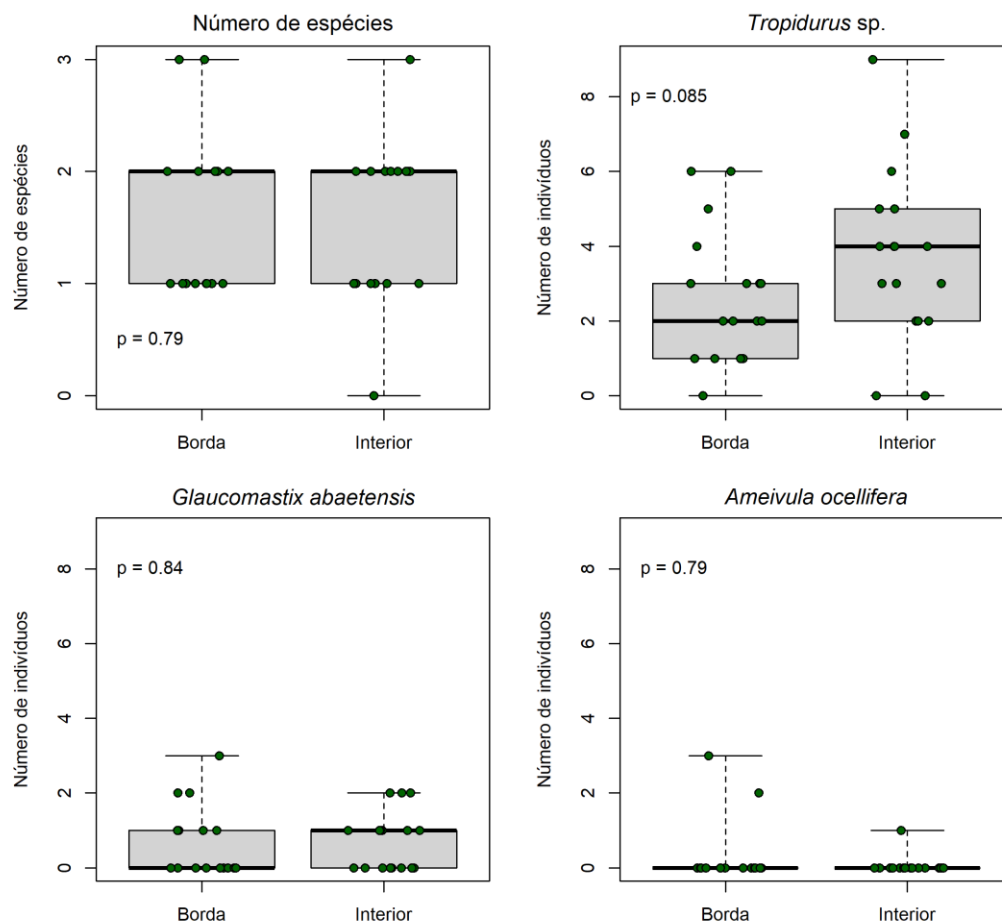 Número de espécies
Número de espécies
3
2
1
0
p = 0.79
Borda
Interior
Tropidurus sp.
Número de indivíduos
8
6
4
2
0
p = 0.085
Borda
Interior
Glaucomastix abaetensis
Número de indivíduos
8
6
4
2
0
p = 0.84
Borda
Interior
Ameivula ocellifera
Número de indivíduos
8
6
4
2
0
p = 0.79
Borda
Interior